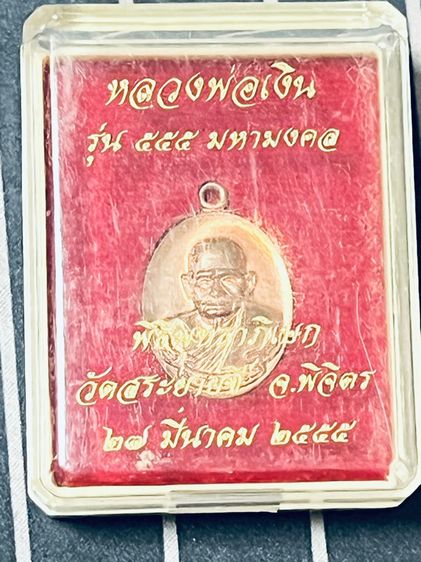 หลวงพ่อเงิน
รุ่น ๕๕๕ มหามงคล
พิธีพุทธาภิเษก
วัดสระยายชี จ.พิจิตร
๒๗ มีนาคม ๒๕๕๕